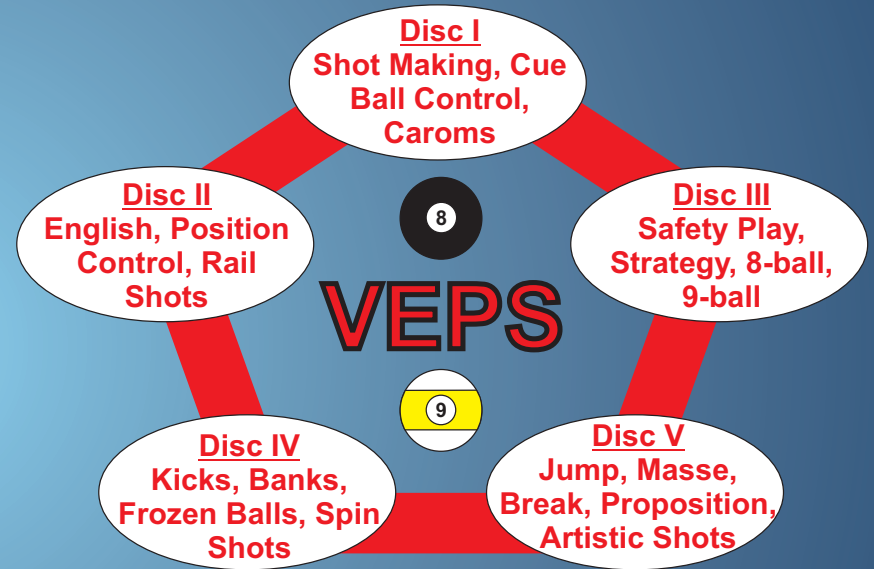 Disc I
Shot Making, Cue
Ball Control,
Caroms
Disc II
English, Position
Control, Rail
Shots
8
Disc III
Safety Play,
Strategy, 8-ball,
9-ball
VEPS
9
Disc IV
Kicks, Banks,
Frozen Balls, Spin
Shots
Disc V
Jump, Masse,
Break, Proposition,
Artistic Shots